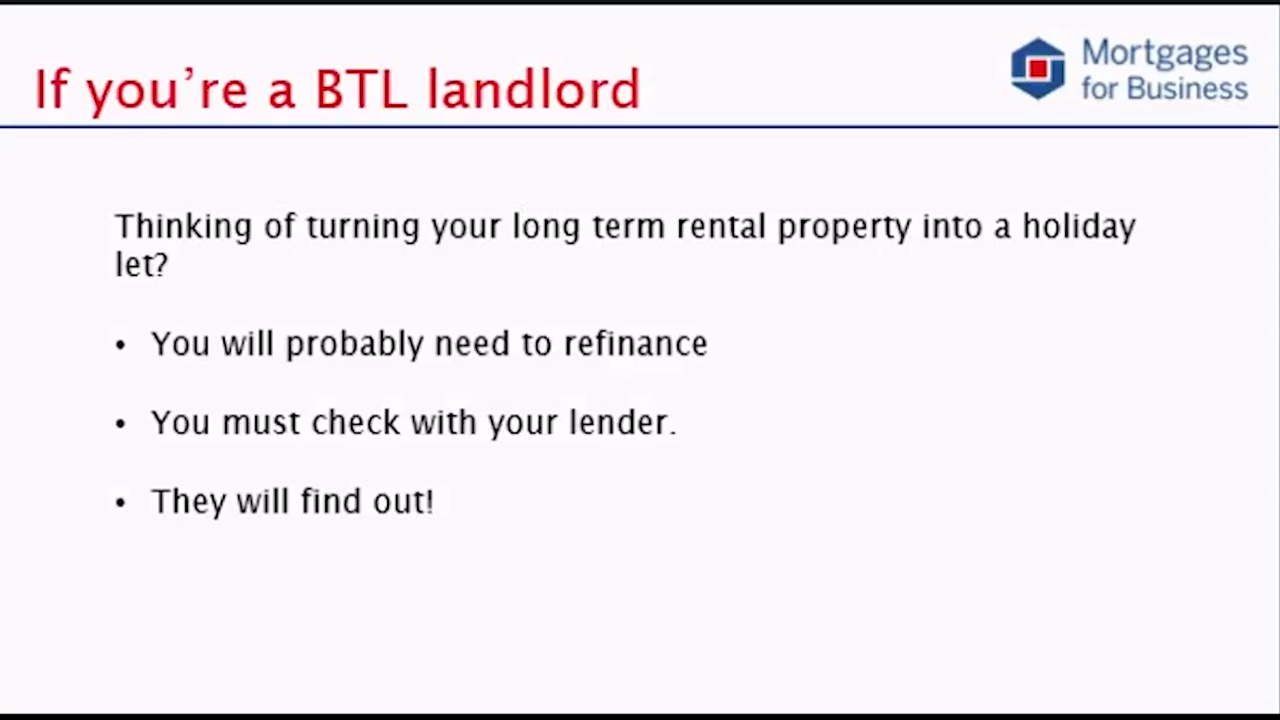 If you’re a BTL landlord
Mortgages
for Business
Thinking of turning your long term rental property into a holiday
let?
• You will probably need to refinance
• You must check with your lender.
• They will find out!